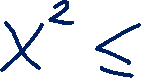 x² ≤